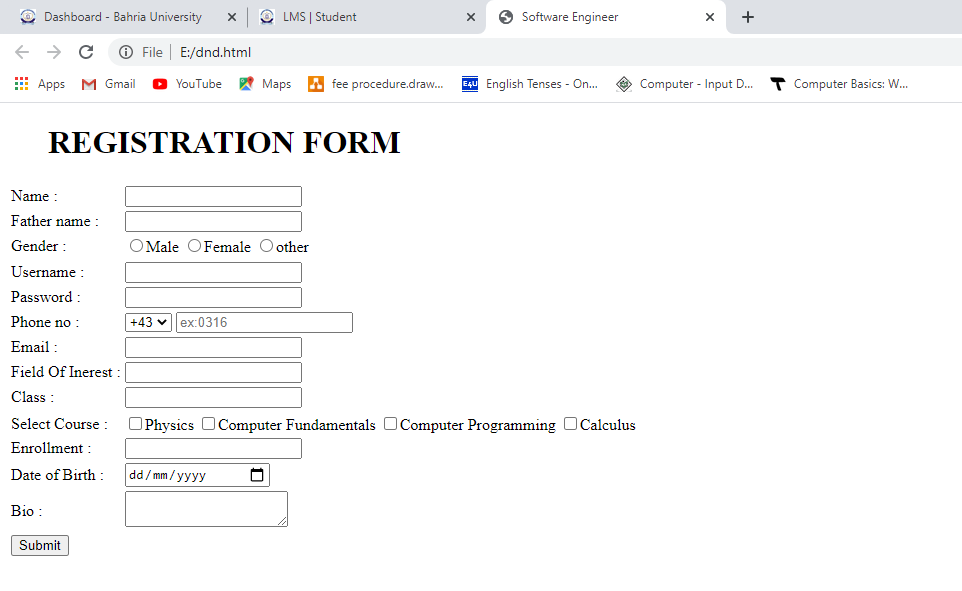 Dashboard - Bahria University
LMS | Student
Software Engineer
File
E:/dnd.html
Apps
Gmail
YouTube
Maps
fee procedure.draw...
E4U
English Tenses - On...
Computer - Input D...
Computer Basics: W...
REGISTRATION FORM
Name :
Father name :
Gender : Male Female other
Username :
Password :
Phone no : +43 ex:0316
Email :
Field Of Inerest :
Class :
Select Course : Physics Computer Fundamentals Computer Programming Calculus
Enrollment :
Date of Birth : dd/mm/yyyy
Bio :
Submit